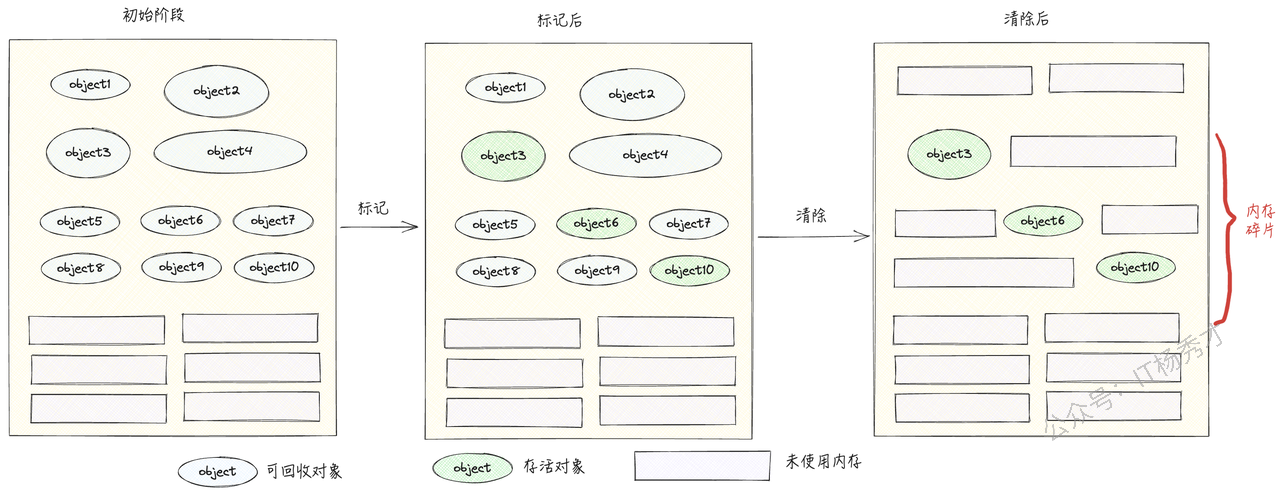 初始阶段
标记后
清除后
object1
object2
object3
object4
object5
object6
object7
object8
object9
object10
标记
object1
object2
object3
object4
object5
object6
object7
object8
object9
object10
清除
object3
object6
object10
内存
碎片
公众号：IT杨秀才
object
可回收对象
object
存活对象
未使用内存